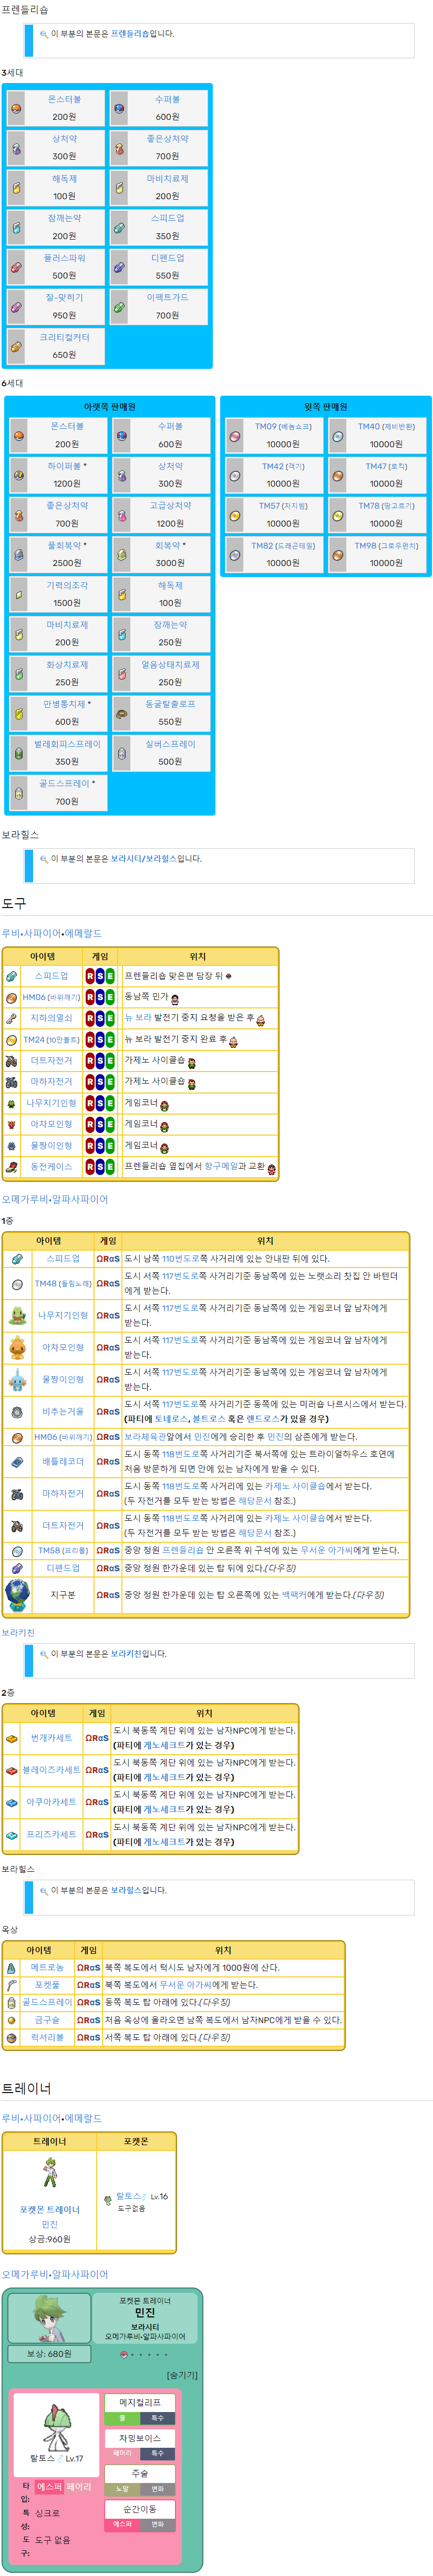 프렌들리숍
이 부분의 본문은 프렌들리숍입니다.
3세대
몬스터볼
200원
수퍼볼
600원
상처약
300원
좋은상처약
700원
해독제
100원
마비치료제
200원
잠깨는약
200원
스피드업
350원
플러스파워
500원
디펜드업
550원
잘-맞히기
950원
이펙트가드
700원
크리티컬커터
650원
6세대
아랫쪽 판매원
몬스터볼
200원
수퍼볼
600원
하이퍼볼 *
1200원
상처약
300원
좋은상처약
700원
고급상처약
1200원
풀회복약 *
2500원
회복약 *
3000원
기력의조각
1500원
해독제
100원
마비치료제
200원
잠깨는약
250원
화상치료제
250원
얼음상태치료제
250원
만병통치제 *
600원
동굴탈출로프
550원
벌레회피스프레이
350원
실버스프레이
500원
골드스프레이 *
700원
윗쪽 판매원
TM09 (베놈쇼크)
10000원
TM40 (제비반환)
10000원
TM42 (객기)
10000원
TM47 (로킥)
10000원
TM57 (차지빔)
10000원
TM78 (땅고르기)
10000원
TM82 (드래곤테일)
10000원
TM98 (그로우펀치)
10000원
보라힐스
이 부분의 본문은 보라시티/보라힐스입니다.
도구
루비•사파이어•에메랄드
아이템 게임 위치
스피드업 R S E 프렌들리숍 맞은편 담장 뒤
HM06 (바위깨기) R S E 동남쪽 민가
지하의열쇠 R S E 뉴 보라 발전기 중지 요청을 받은 후
TM24 (10만볼트) R S E 뉴 보라 발전기 중지 완료 후
더트자전거 R S E 가제노 사이클숍
마하자전거 R S E 가제노 사이클숍
나무지기인형 R S E 게임코너
아차모인형 R S E 게임코너
물짱이인형 R S E 게임코너
동전케이스 R S E 프렌들리숍 옆집에서 항구메일과 교환
오메가루비•알파사파이어
1층
아이템 게임 위치
스피드업 ΩRαS 도시 남쪽 110번도로쪽 사거리에 있는 안내판 뒤에 있다.
TM48 (돌림노래) ΩRαS 도시 서쪽 117번도로쪽 사거리기준 동남쪽에 있는 노랫소리 찻집 안 바텐더
에게 받는다.
나무지기인형 ΩRαS 도시 서쪽 117번도로쪽 사거리기준 동남쪽에 있는 게임코너 앞 남자에게
받는다.
아차모인형 ΩRαS 도시 서쪽 117번도로쪽 사거리기준 동남쪽에 있는 게임코너 앞 남자에게
받는다.
물짱이인형 ΩRαS 도시 서쪽 117번도로쪽 사거리기준 동남쪽에 있는 게임코너 앞 남자에게
받는다.
비추는거울 ΩRαS 도시 서쪽 117번도로쪽 사거리기준 동쪽에 있는 미러숍 나르시스에서 받는다.
(파티에 토네로스, 볼트로스 혹은 랜드로스가 있을 경우)
HM06 (바위깨기) ΩRαS 보라체육관앞에서 민진에게 승리한 후 민진의 삼촌에게 받는다.
배틀레코더 ΩRαS 도시 동쪽 118번도로쪽 사거리기준 북서쪽에 있는 트라이얼하우스 호연에
처음 방문하게 되면 안에 있는 남자에게 받을 수 있다.
마하자전거 ΩRαS 도시 동쪽 118번도로쪽 사거리에 있는 카제노 사이클숍에서 받는다.
(두 자전거를 모두 받는 방법은 해당문서 참조.)
더트자전거 ΩRαS 도시 동쪽 118번도로쪽 사거리에 있는 카제노 사이클숍에서 받는다.
(두 자전거를 모두 받는 방법은 해당문서 참조.)
TM58 (프리폴) ΩRαS 중앙 정원 프렌들리숍 안 오른쪽 위 구석에 있는 무서운 아가씨에게 받는다.
디펜드업 ΩRαS 중앙 정원 한가운데 있는 탑 뒤에 있다.(다우징)
지구본 ΩRαS 중앙 정원 한가운데 있는 탑 오른쪽에 있는 백팩커에게 받는다.(다우징)
보라키친
이 부분의 본문은 보라키친입니다.
2층
아이템 게임 위치
번개카세트 ΩRαS 도시 북동쪽 계단 위에 있는 남자NPC에게 받는다.
(파티에 게노세크트가 있는 경우)
블레이즈카세트 ΩRαS 도시 북동쪽 계단 위에 있는 남자NPC에게 받는다.
(파티에 게노세크트가 있는 경우)
아쿠아카세트 ΩRαS 도시 북동쪽 계단 위에 있는 남자NPC에게 받는다.
(파티에 게노세크트가 있는 경우)
프리즈카세트 ΩRαS 도시 북동쪽 계단 위에 있는 남자NPC에게 받는다.
(파티에 게노세크트가 있는 경우)
보라힐스
이 부분의 본문은 보라힐스입니다.
옥상
아이템 게임 위치
메트로놈 ΩRαS 북쪽 복도에서 턱시도 남자에게 1000원에 산다.
포켓풀 ΩRαS 북쪽 복도에서 무서운 아가씨에게 받는다.
골드스프레이 ΩRαS 동쪽 복도 탑 아래에 있다.(다우징)
금구슬 ΩRαS 처음 옥상에 올라오면 남쪽 복도에서 남자NPC에게 받을 수 있다.
럭셔리볼 ΩRαS 서쪽 복도 탑 아래에 있다.(다우징)
트레이너
루비•사파이어•에메랄드
트레이너 포켓몬
포켓몬 트레이너
민진
상금:960원
랄토스♂ Lv.16
도구없음
오메가루비•알파사파이어
포켓몬 트레이너
민진
보라시티
오메가루비•알파사파이어
보상: 680원
[숨기기]
랄토스♂ Lv.17
타입: 에스퍼 페어리
특성: 싱크로
도구: 도구 없음
매지컬리프
풀 특수
차밍보이스
페어리 특수
주술
노말 변화
순간이동
에스퍼 변화